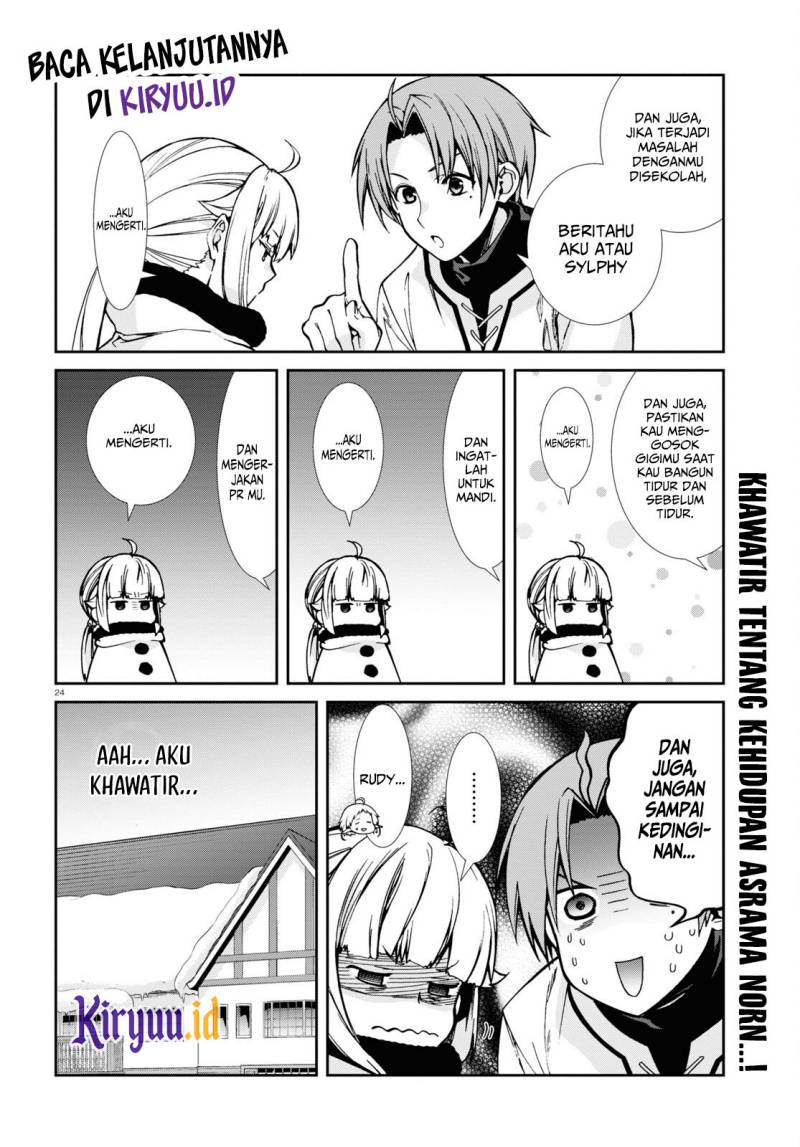 BACA KELANJUTANNYA
DI KIRYUU.ID
DAN JUGA,
JIKA TERJADI
MASALAH
DENGANMU
DISEKOLAH,
BERITAHU
AKU ATAU
SYLPHY
...AKU
MENGERTI.
DAN JUGA,
PASTIKAN
KAU MENG-
GOSOK
GIGIMU SAAT
KAU BANGUN
TIDUR DAN
SEBELUM
TIDUR.
...AKU
MENGERTI.
DAN
INGAT-
LAH
UNTUK
MANDI.
...AKU
MENGERTI.
DAN
MENGER-
JAKAN
PR MU.
...AKU
MENGERTI.
24
DAN
JUGA,
JANGAN
SAMPAI
KEDINGI-
NAN...
.........
RUDY...
AAH... AKU
KHAWATIR...
KHAWATIR TENTANG KEHIDUPAN ASRAMA NORN...!
Kiryuu.id